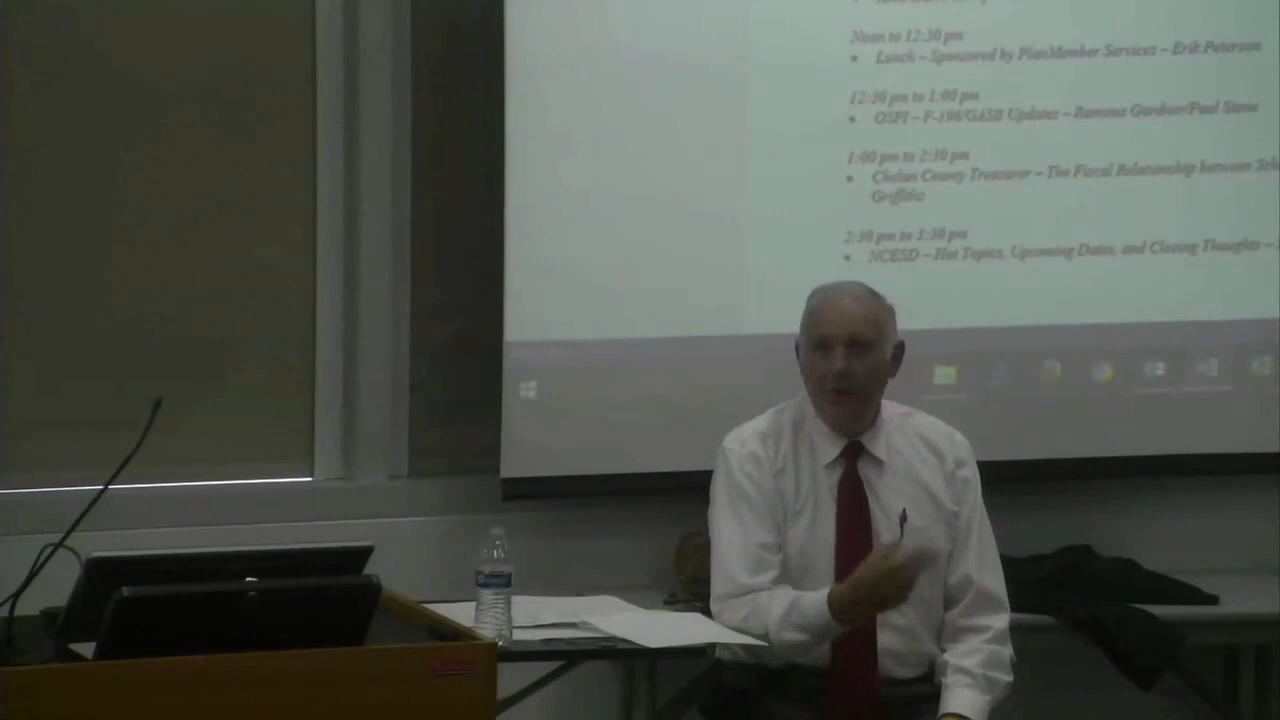 Noon to 12:30 pm
• Lunch – Sponsored by PlanMember Services – Erik Peterson
12:30 pm to 1:00 pm
• OSPI – F-196/GASB Updates – Ramona Gardner/Paul Stone
1:00 pm to 2:30 pm
• Chelan County Treasurer – The Fiscal Relationship between
Griffiths
2:30 pm to 3:30 pm
• NCESD – Hot Topics, Upcoming Dates, and Closing Thoughts –